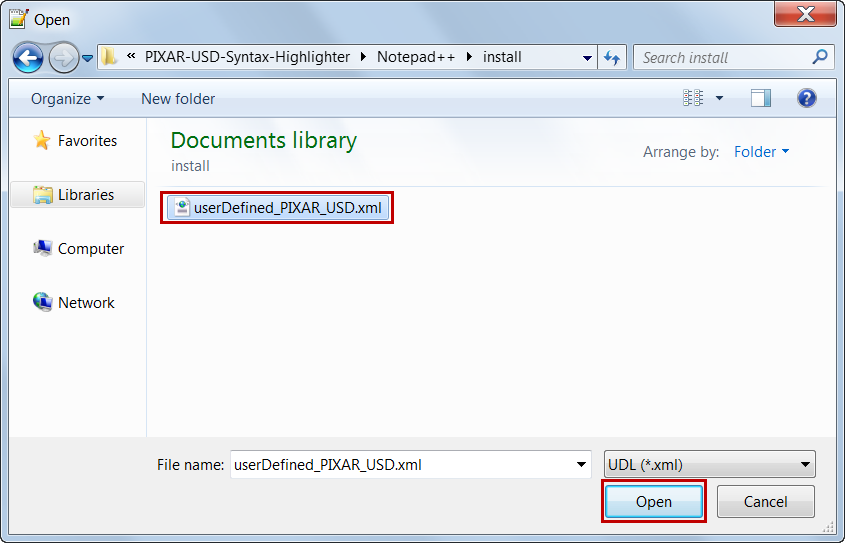 Open
« PIXAR-USD-Syntax-Highlighter Notepad++ install Search install
Organize New folder ?
Favorites
Libraries
Computer
Network
Documents library
install
Arrange by: Folder
userDefined_PIXAR_USD.xml
File name: userDefined_PIXAR_USD.xml UDL (*.xml)
Open Cancel